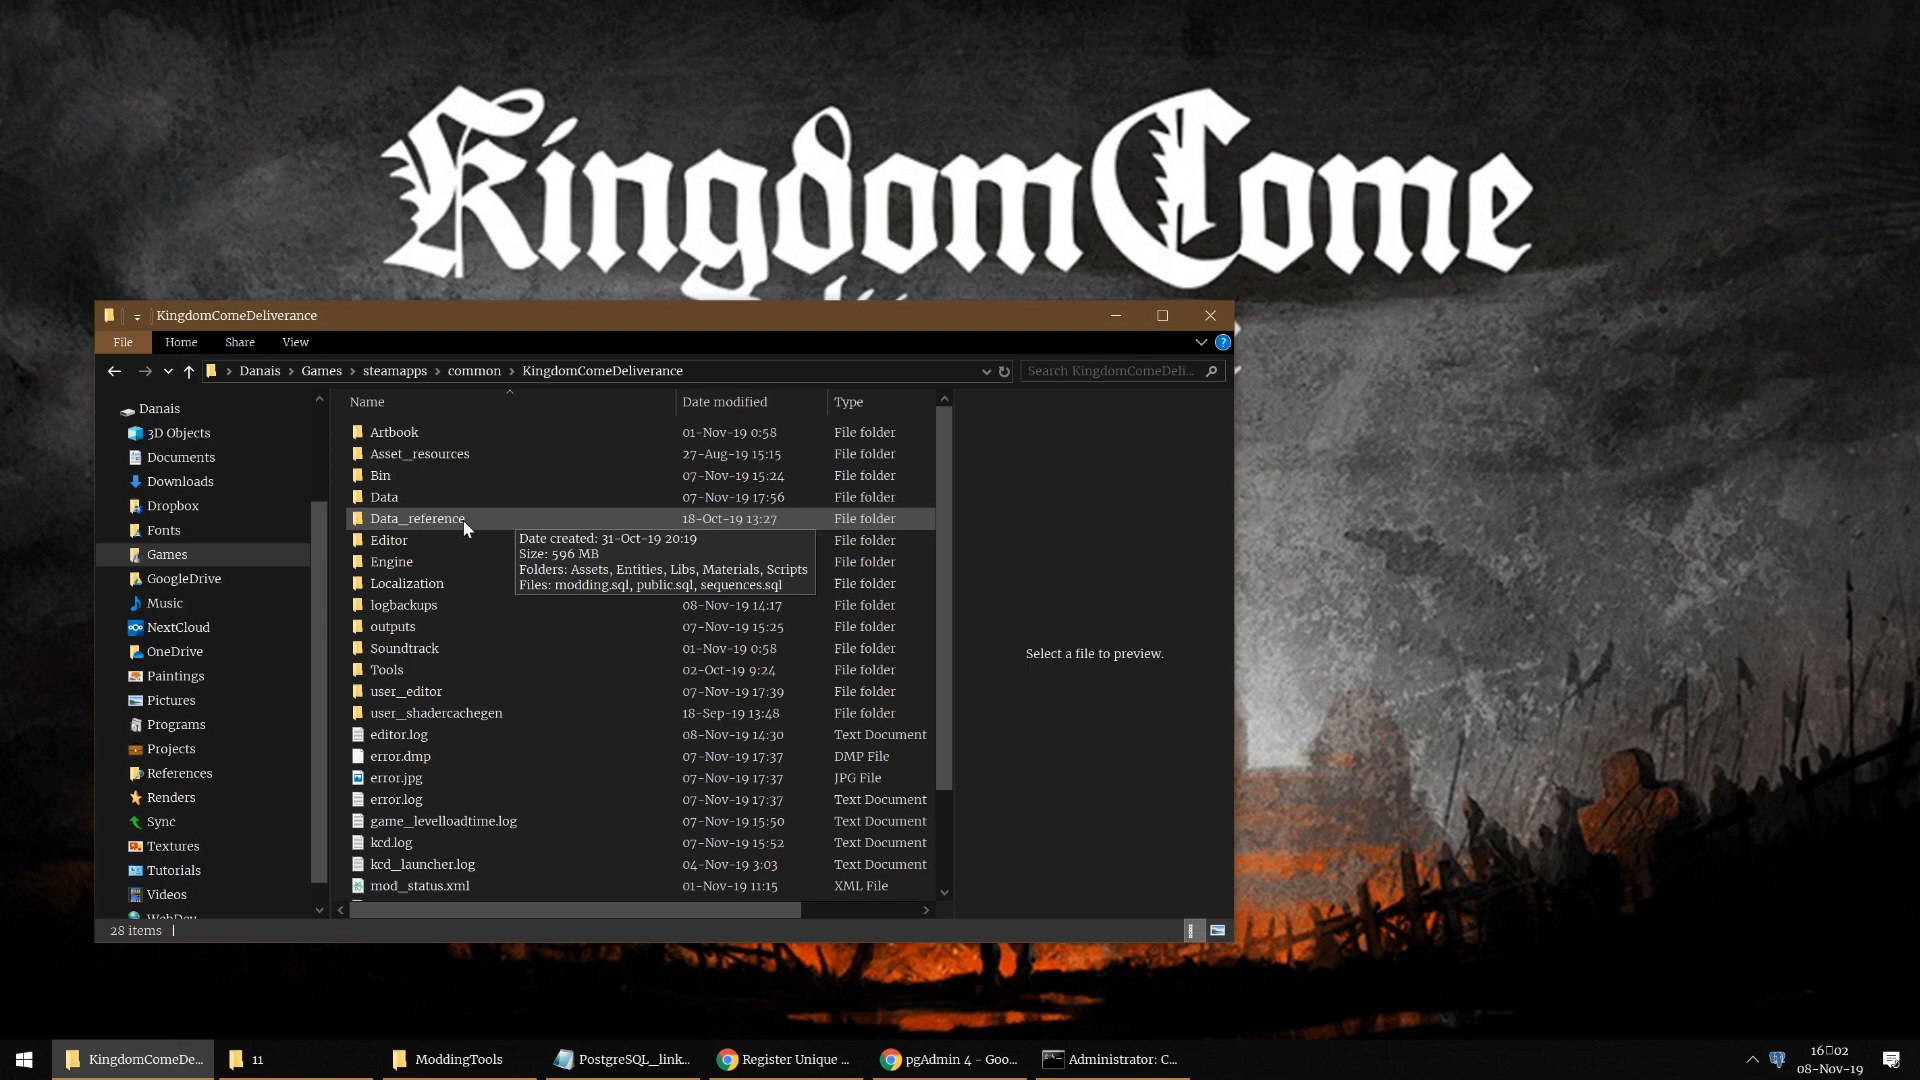 Kingdom Come
KingdomComeDeliverance
File Home Share View
Danais Games steamapps common KingdomComeDeliverance
Search KingdomComeDeli...
Name Date modified Type
Danais
3D Objects
Documents
Downloads
Dropbox
Fonts
Games
GoogleDrive
Music
NextCloud
OneDrive
Paintings
Pictures
Programs
Projects
References
Renders
Sync
Textures
Tutorials
Videos
WebDev
Artbook 01-Nov-19 0:58 File folder
Asset_resources 27-Aug-19 15:15 File folder
Bin 07-Nov-19 15:24 File folder
Data 07-Nov-19 17:56 File folder
Data_reference 18-Oct-19 13:27 File folder
Editor File folder
Engine File folder
Localization File folder
logbackups 08-Nov-19 14:17 File folder
outputs 07-Nov-19 15:25 File folder
Soundtrack 01-Nov-19 0:58 File folder
Tools 02-Oct-19 9:24 File folder
user_editor 07-Nov-19 17:39 File folder
user_shadercachegen 18-Sep-19 13:48 File folder
editor.log 08-Nov-19 14:30 Text Document
error.dmp 07-Nov-19 17:37 DMP File
error.jpg 07-Nov-19 17:37 JPG File
error.log 07-Nov-19 17:37 Text Document
game_levelloadtime.log 07-Nov-19 15:50 Text Document
kcd.log 07-Nov-19 15:52 Text Document
kcd_launcher.log 04-Nov-19 3:03 Text Document
mod_status.xml 01-Nov-19 11:15 XML File
Date created: 31-Oct-19 20:19
Size: 596 MB
Folders: Assets, Entities, Libs, Materials, Scripts
Files: modding.sql, public.sql, sequences.sql
Select a file to preview.
28 items
KingdomComeDe...
11
ModdingTools
PostgreSQL_link...
Register Unique ...
pgAdmin 4 - Goo...
Administrator: C...
16▯02
08-Nov-19